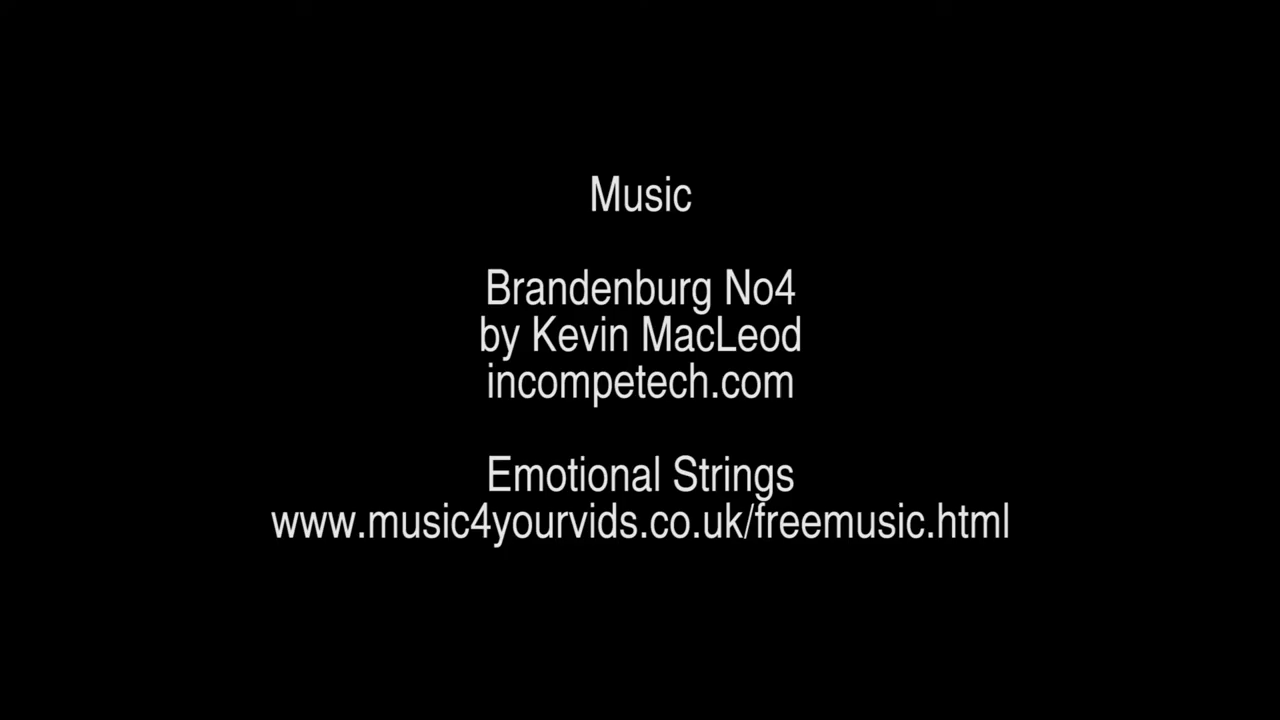 Music
Brandenburg No4
by Kevin MacLeod
incompetech.com
Emotional Strings
www.music4yourvids.co.uk/freemusic.html